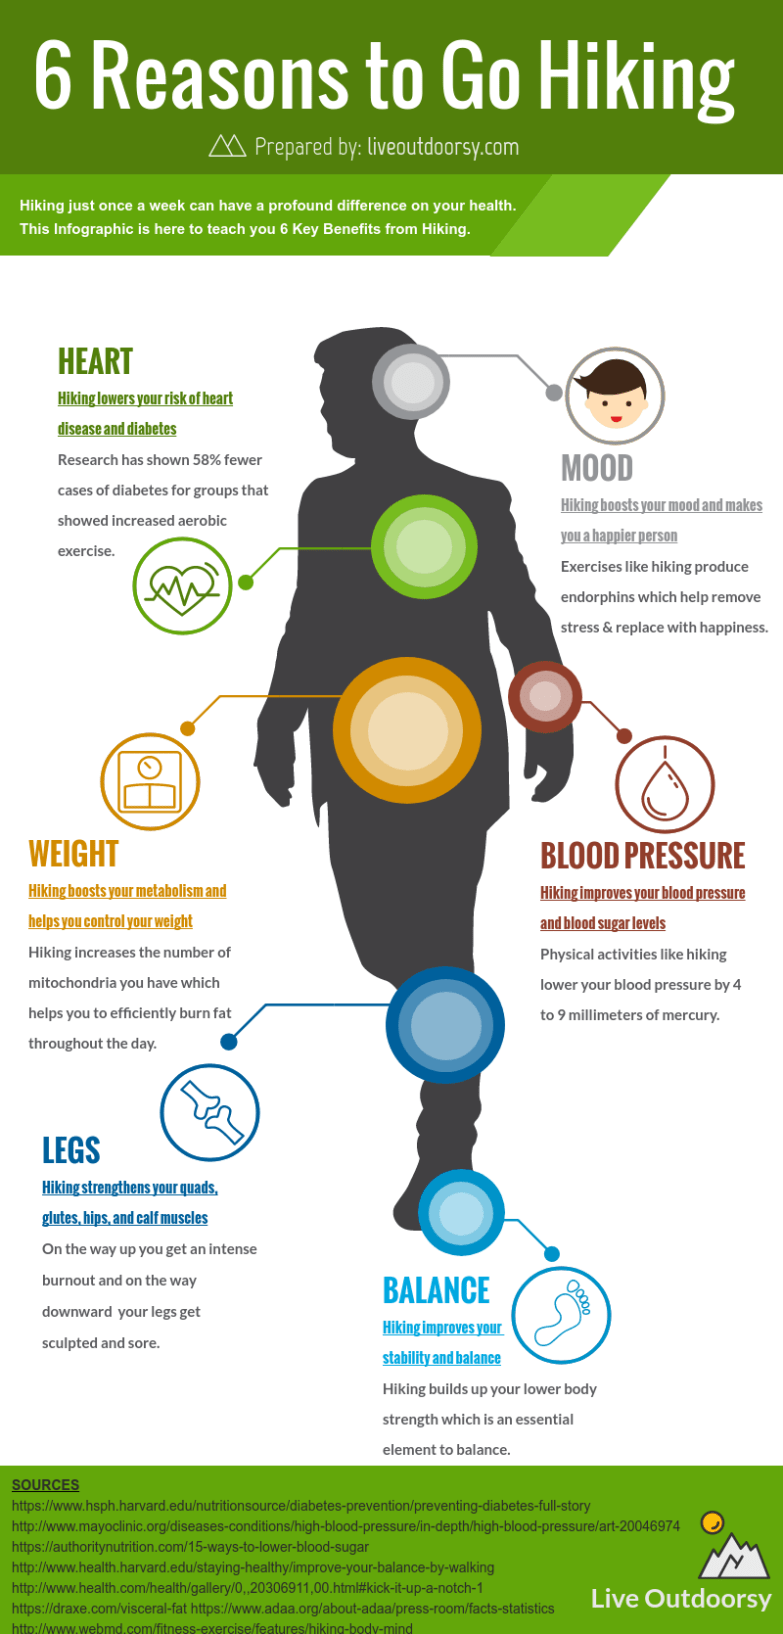 6 Reasons to Go Hiking
Prepared by: liveoutdoorsy.com
Hiking just once a week can have a profound difference on your health.
This Infographic is here to teach you 6 Key Benefits from Hiking.
HEART
Hiking lowers your risk of heart
disease and diabetes
Research has shown 58% fewer
cases of diabetes for groups that
showed increased aerobic
exercise.
MOOD
Hiking boosts your mood and makes
you a happier person
Exercises like hiking produce
endorphins which help remove
stress & replace with happiness.
WEIGHT
Hiking boosts your metabolism and
helps you control your weight
Hiking increases the number of
mitochondria you have which
helps you to efficiently burn fat
throughout the day.
BLOOD PRESSURE
Hiking improves your blood pressure
and blood sugar levels
Physical activities like hiking
lower your blood pressure by 4
to 9 millimeters of mercury.
LEGS
Hiking strengthens your quads,
glutes, hips, and calf muscles
On the way up you get an intense
burnout and on the way
downward your legs get
sculpted and sore.
BALANCE
Hiking improves your
stability and balance
Hiking builds up your lower body
strength which is an essential
element to balance.
SOURCES
https://www.hsph.harvard.edu/nutritionsource/diabetes-prevention/preventing-diabetes-full-story
http://www.mayoclinic.org/diseases-conditions/high-blood-pressure/in-depth/high-blood-pressure/art-20046974
https://authoritynutrition.com/15-ways-to-lower-blood-sugar
http://www.health.harvard.edu/staying-healthy/improve-your-balance-by-walking
http://www.health.com/health/gallery/0,,20306911,00.html#kick-it-up-a-notch-1
https://draxe.com/visceral-fat https://www.adaa.org/about-adaa/press-room/facts-statistics
http://www.webmd.com/fitness-exercise/features/hiking-body-mind
Live Outdoorsy